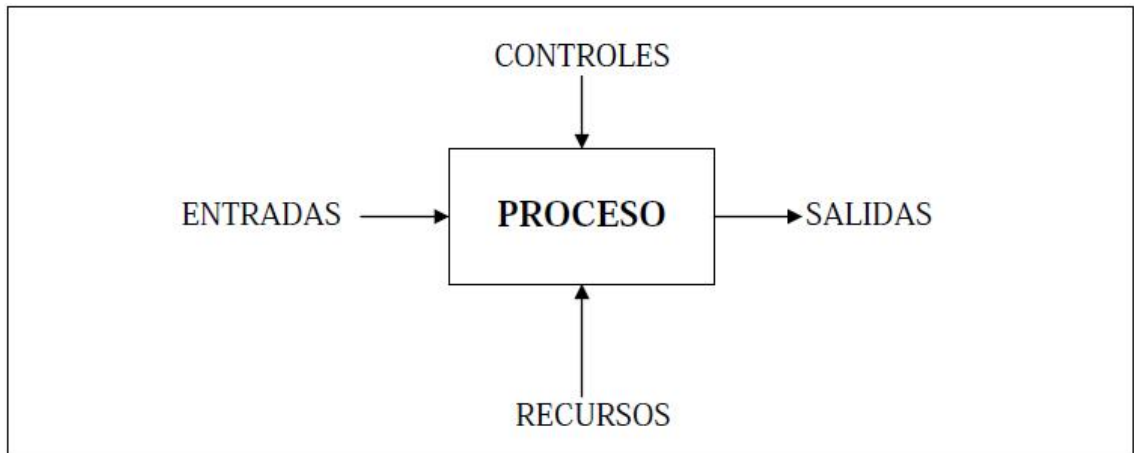 CONTROLES
ENTRADAS
PROCESO
SALIDAS
RECURSOS